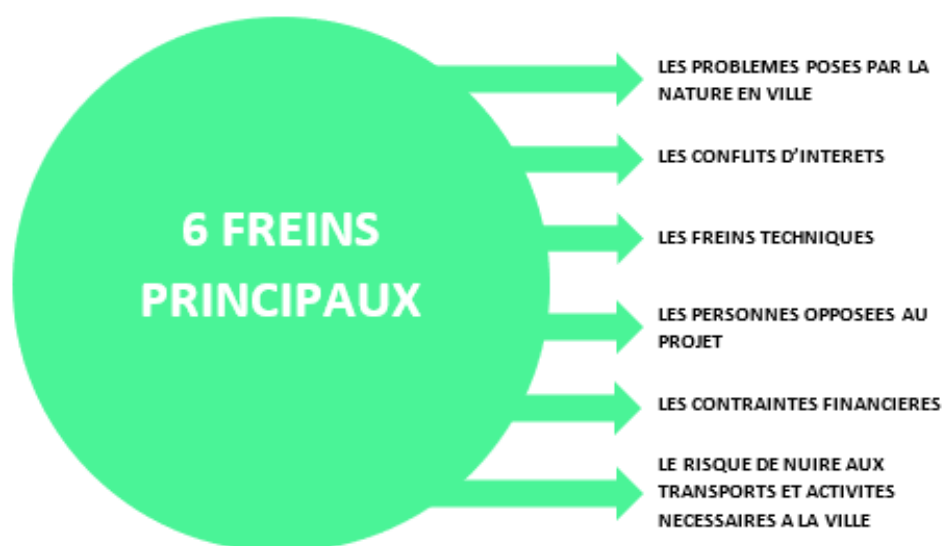 6 FREINS
PRINCIPAUX
LES PROBLEMES POSES PAR LA
NATURE EN VILLE
LES CONFLITS D'INTERETS
LES FREINS TECHNIQUES
LES PERSONNES OPPOSEES AU
PROJET
LES CONTRAINTES FINANCIERES
LE RISQUE DE NUIRE AUX
TRANSPORTS ET ACTIVITES
NECESSAIRES A LA VILLE